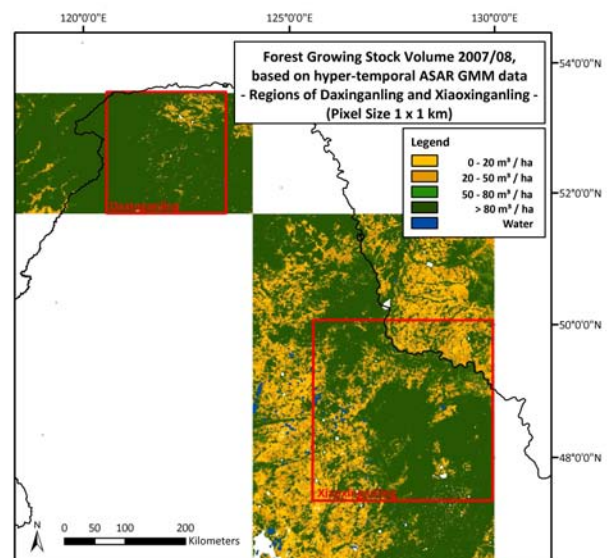 120°0'0"E 125°0'0"E 130°0'0"E
Forest Growing Stock Volume 2007/08,
based on hyper-temporal ASAR GMM data
- Regions of Daxinganling and Xiaoxinganling -
(Pixel Size 1 x 1 km)
54°0'0"N
Legend
0 - 20 m³ / ha
20 - 50 m³ / ha
50 - 80 m³ / ha
> 80 m³ / ha
Water
52°0'0"N
Daxinganling
50°0'0"N
48°0'0"N
Xiaoxinganling
N
0 50 100 200
Kilometers